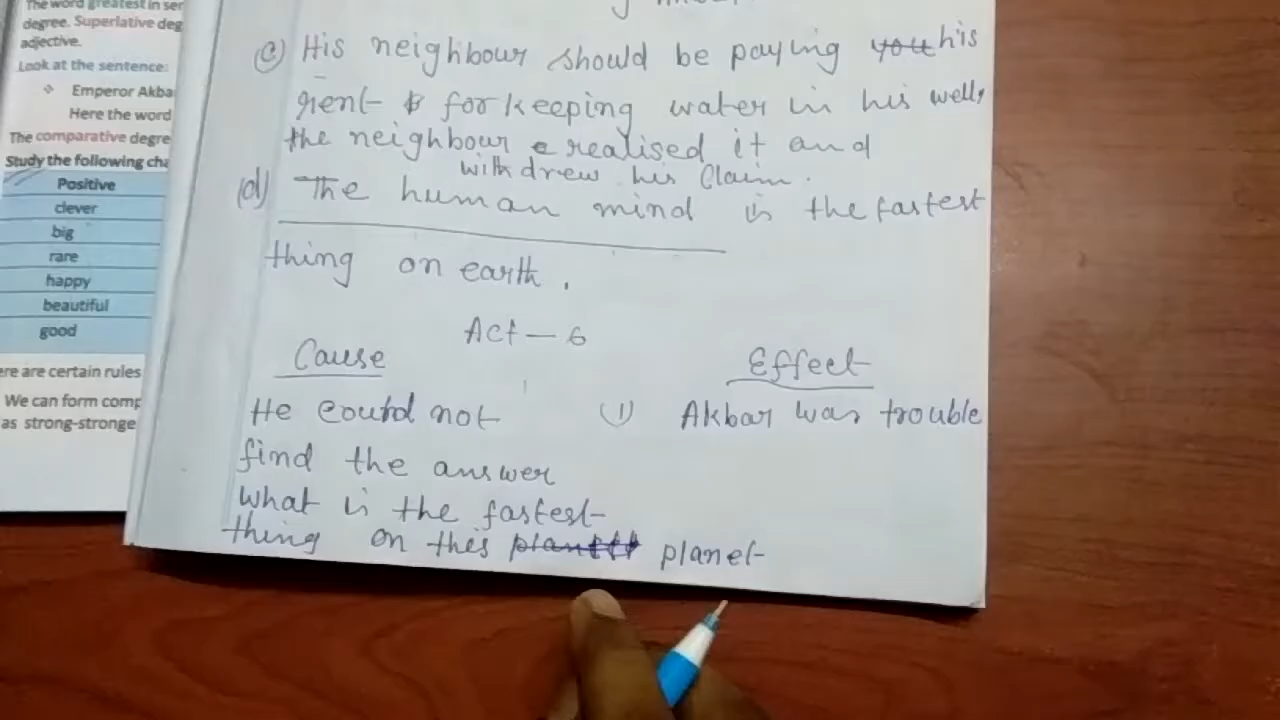 The word greatest in ser
degree. Superlative deg
adjective.
Look at the sentence:
Emperor Akba
Here the word
The comparative degre
Study the following cha
Positive
clever
big
rare
happy
beautiful
good
ere are certain rules
We can form comp
as strong-stronge
(c) His neighbour should be paying you his
rent for keeping water in his well,
the neighbour realised it and
withdrew his claim.
(d) The human mind is the fastest
thing on earth.
Act - 6
Cause
Effect
He could not
(1) Akbar was trouble
find the answer
what is the fastest
thing on this planet